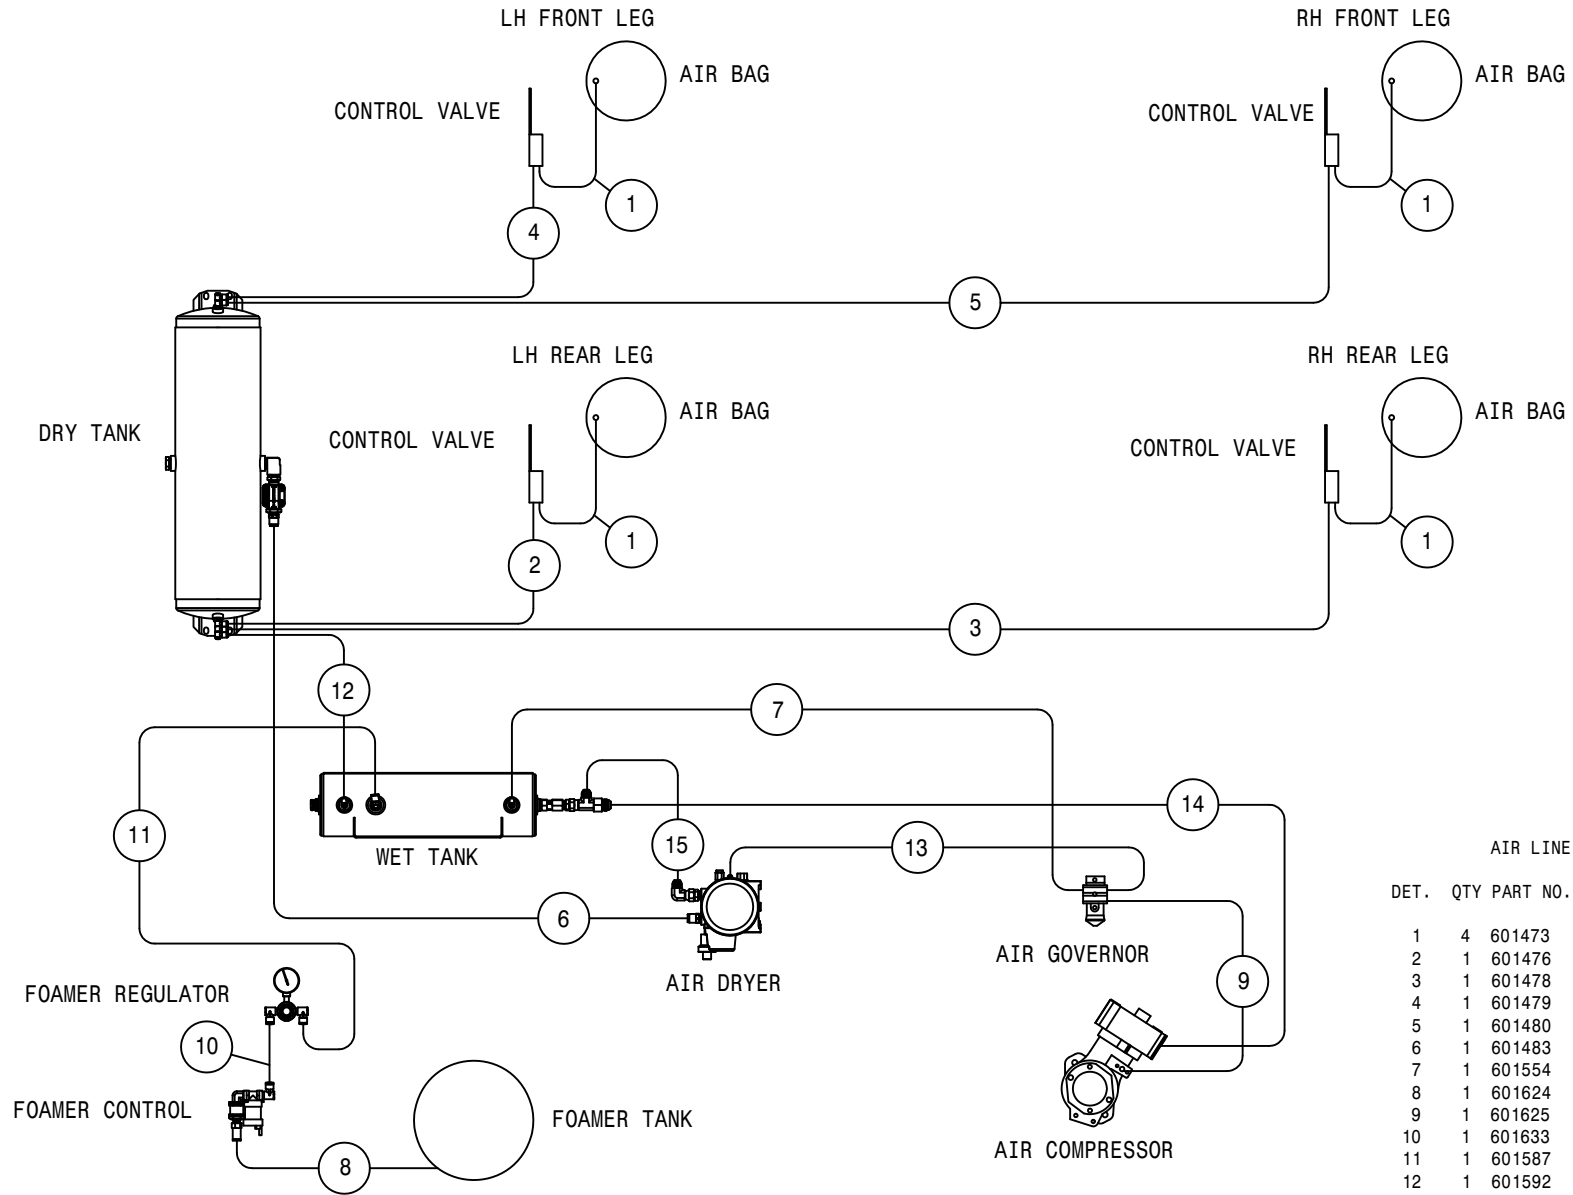 LH FRONT LEG
RH FRONT LEG
AIR BAG
AIR BAG
CONTROL VALVE
CONTROL VALVE
1
1
4
5
LH REAR LEG
RH REAR LEG
AIR BAG
AIR BAG
DRY TANK
CONTROL VALVE
CONTROL VALVE
1
1
2
3
12
7
14
11
15
13
WET TANK
6
AIR GOVERNOR
AIR DRYER
9
FOAMER REGULATOR
10
FOAMER CONTROL
FOAMER TANK
AIR COMPRESSOR
8
AIR LINE
DET. QTY PART NO.
1 4 601473
2 1 601476
3 1 601478
4 1 601479
5 1 601480
6 1 601483
7 1 601554
8 1 601624
9 1 601625
10 1 601633
11 1 601587
12 1 601592